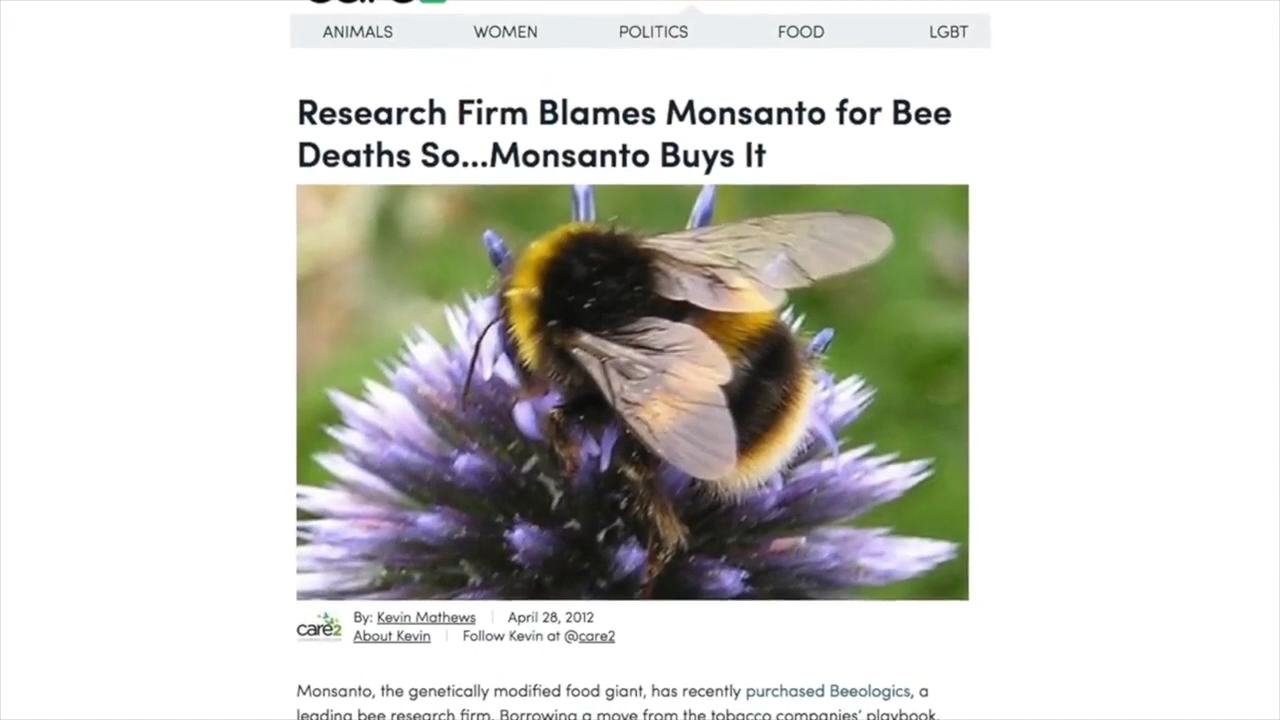 ANIMALS WOMEN POLITICS FOOD LGBT
Research Firm Blames Monsanto for Bee
Deaths So...Monsanto Buys It
care2
By: Kevin Mathews | April 28, 2012
About Kevin | Follow Kevin at @care2
Monsanto, the genetically modified food giant, has recently purchased Beeologics, a
leading bee research firm. Borrowing a move from the tobacco companies' playbook,